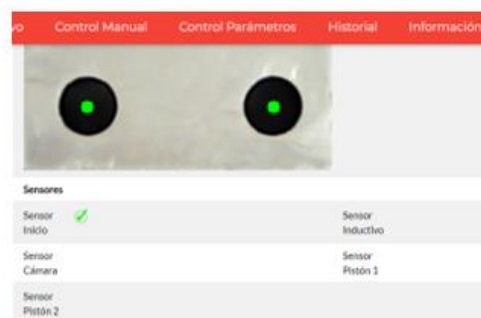 vo Control Manual Control Parámetros Historial Información
Sensores
Sensor
Inicio
Sensor
Inductivo
Sensor
Cámara
Sensor
Pistón 1
Sensor
Pistón 2